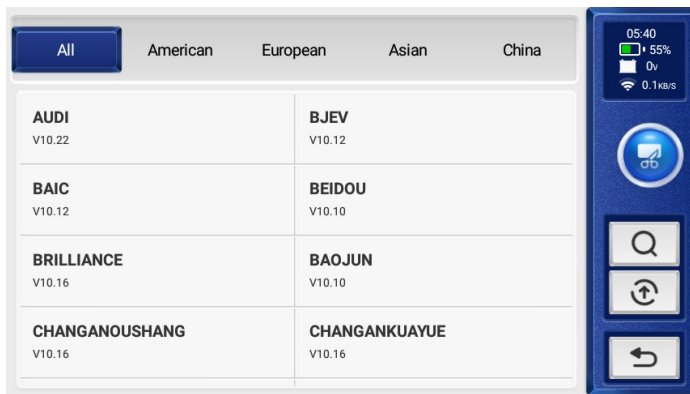 All American European Asian China
05:40
55%
0V
0.1KB/S
AUDI
V10.22
BJEV
V10.12
BAIC
V10.12
BEIDOU
V10.10
BRILLIANCE
V10.16
BAOJUN
V10.10
CHANGANOUSHANG
V10.16
CHANGANKUAYUE
V10.16